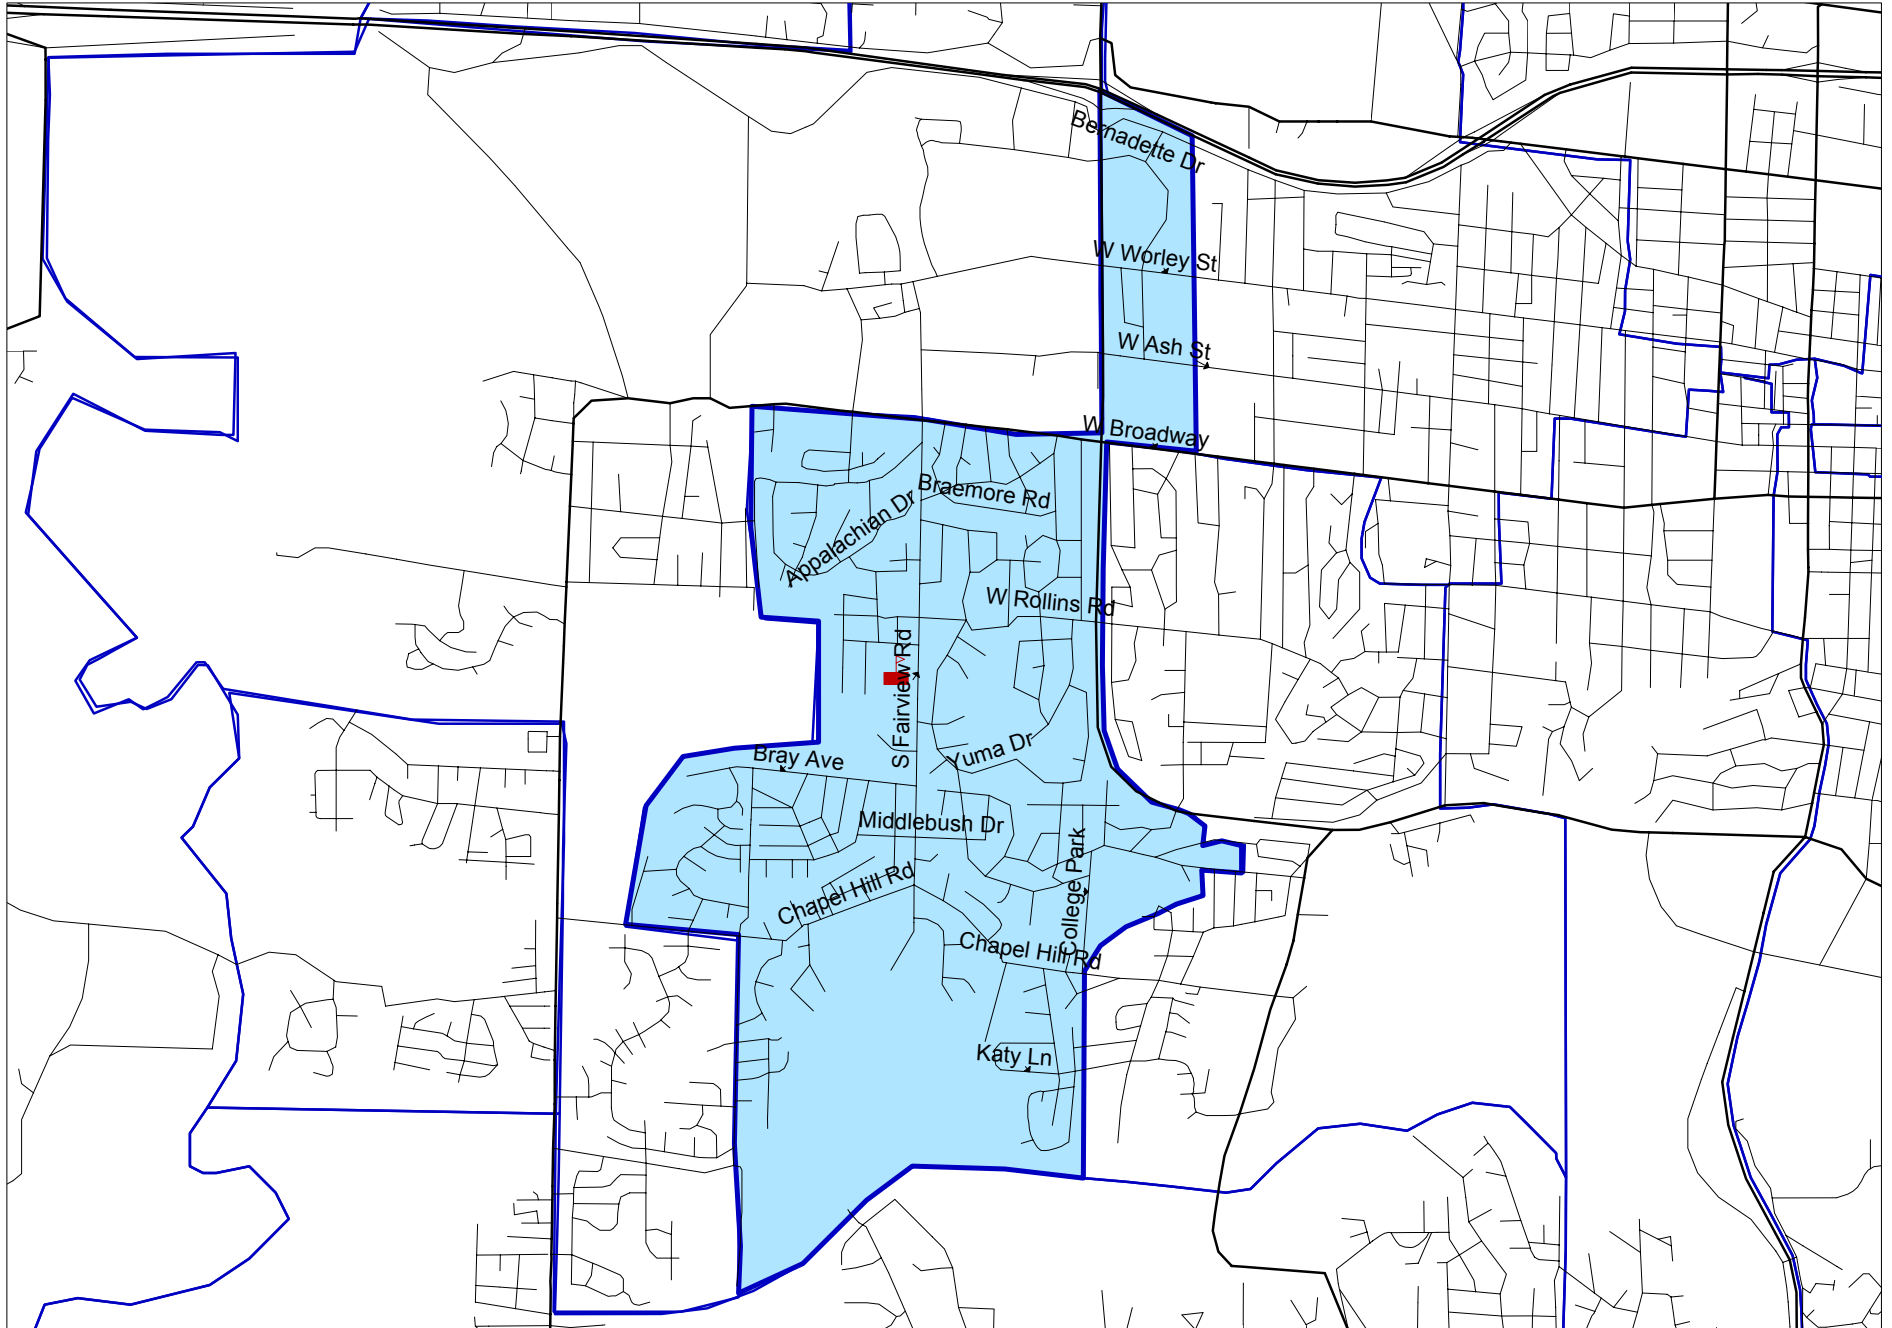 Bernadette Dr
W Worley St
W Ash St
W Broadway
Braemore Rd
Appalachian Dr
W Rollins Rd
S Fairview Rd
Yuma Dr
Bray Ave
Middlebush Dr
College Park
Chapel Hill Rd
Chapel Hill Rd
Katy Ln